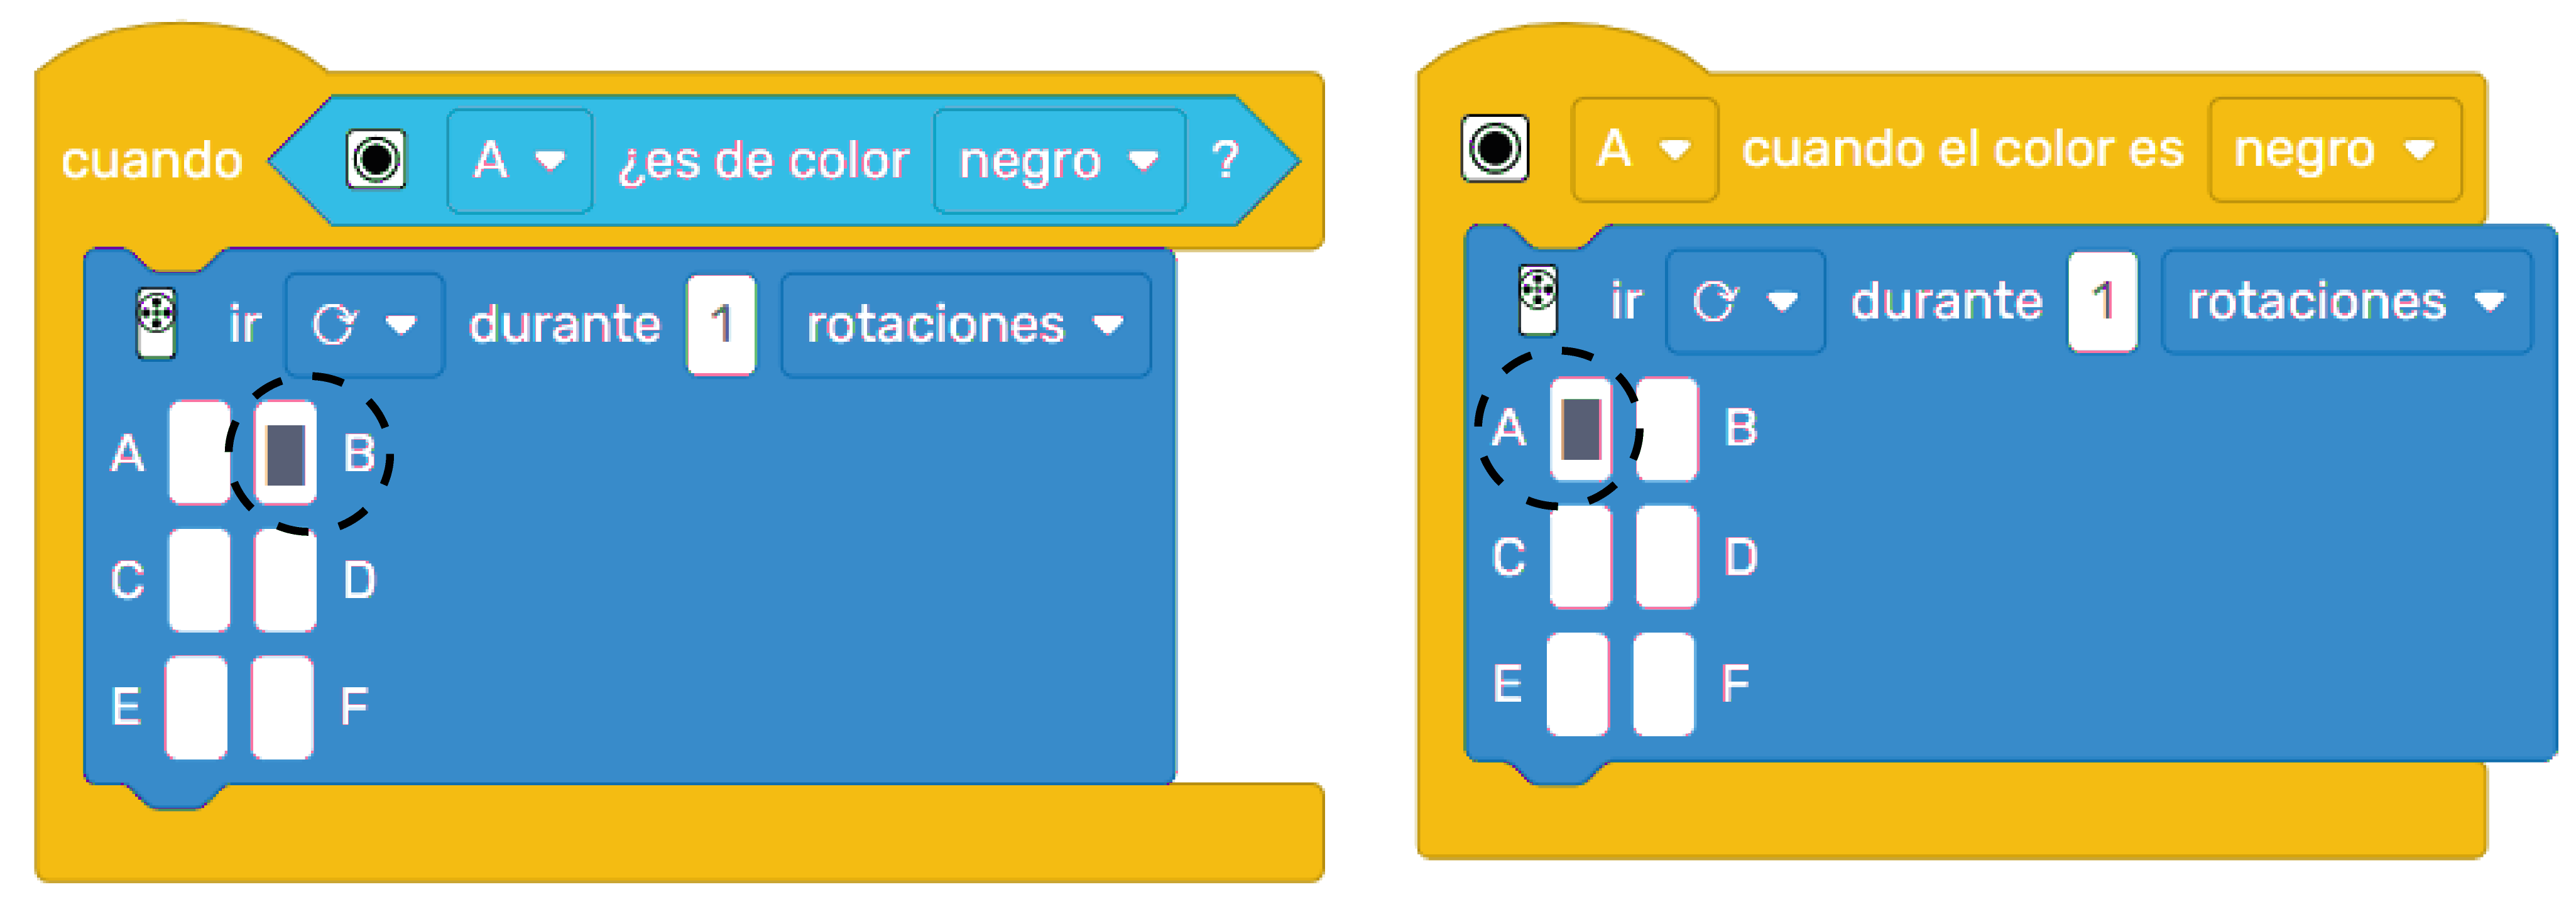 cuando A ¿es de color negro ?
ir durante 1 rotaciones
A B
C D
E F
A cuando el color es negro
ir durante 1 rotaciones
A B
C D
E F